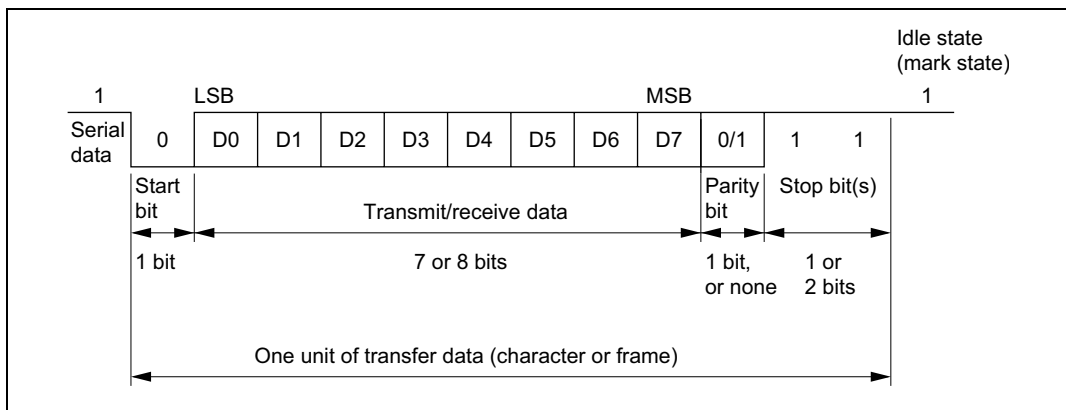 Idle state
(mark state)
1 LSB MSB 1
Serial
data
0 D0 D1 D2 D3 D4 D5 D6 D7 0/1 1 1
Start
bit
Transmit/receive data
Parity
bit
Stop bit(s)
1 bit
7 or 8 bits
1 bit,
or none
1 or
2 bits
One unit of transfer data (character or frame)